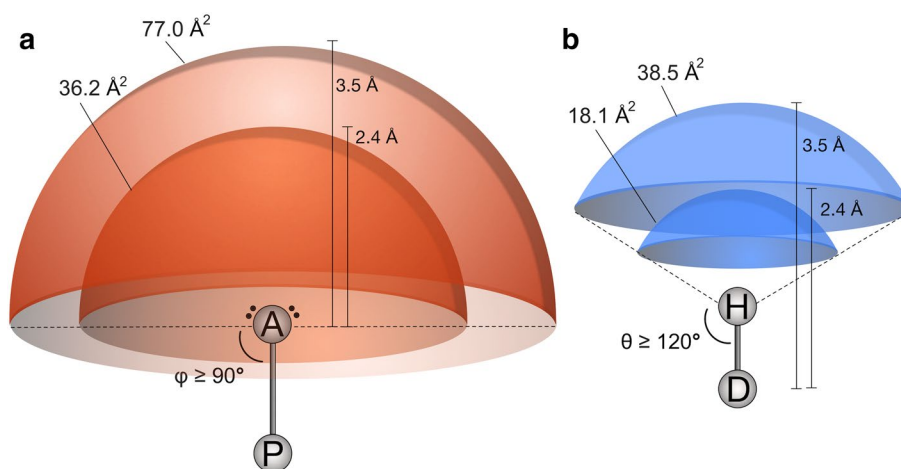 a
77.0 Å²
36.2 Å²
3.5 Å
2.4 Å
A
φ ≥ 90°
P
b
38.5 Å²
18.1 Å²
3.5 Å
2.4 Å
H
θ ≥ 120°
D